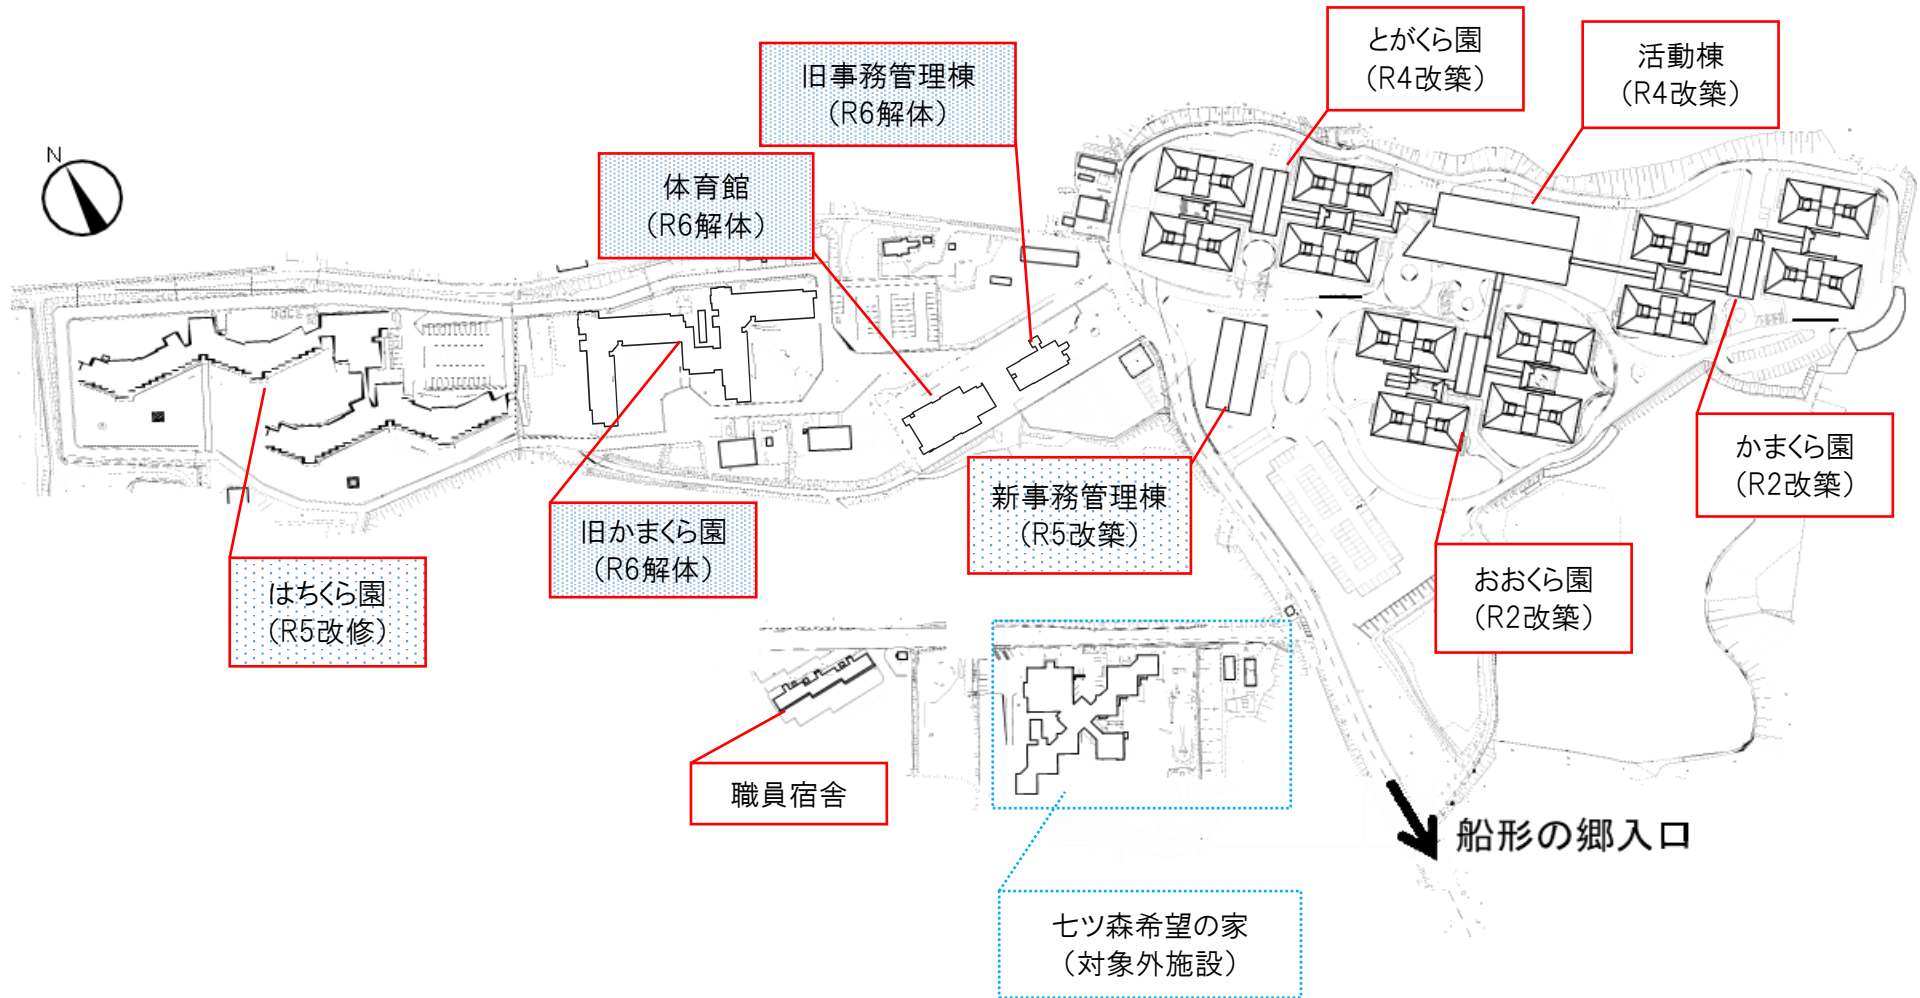 とがくら園
（R4改築）
活動棟
（R4改築）
旧事務管理棟
（R6解体）
体育館
（R6解体）
N
かまくら園
（R2改築）
新事務管理棟
（R5改築）
旧かまくら園
（R6解体）
おおくら園
（R2改築）
はちくら園
（R5改修）
職員宿舎
船形の郷入口
七ツ森希望の家
（対象外施設）